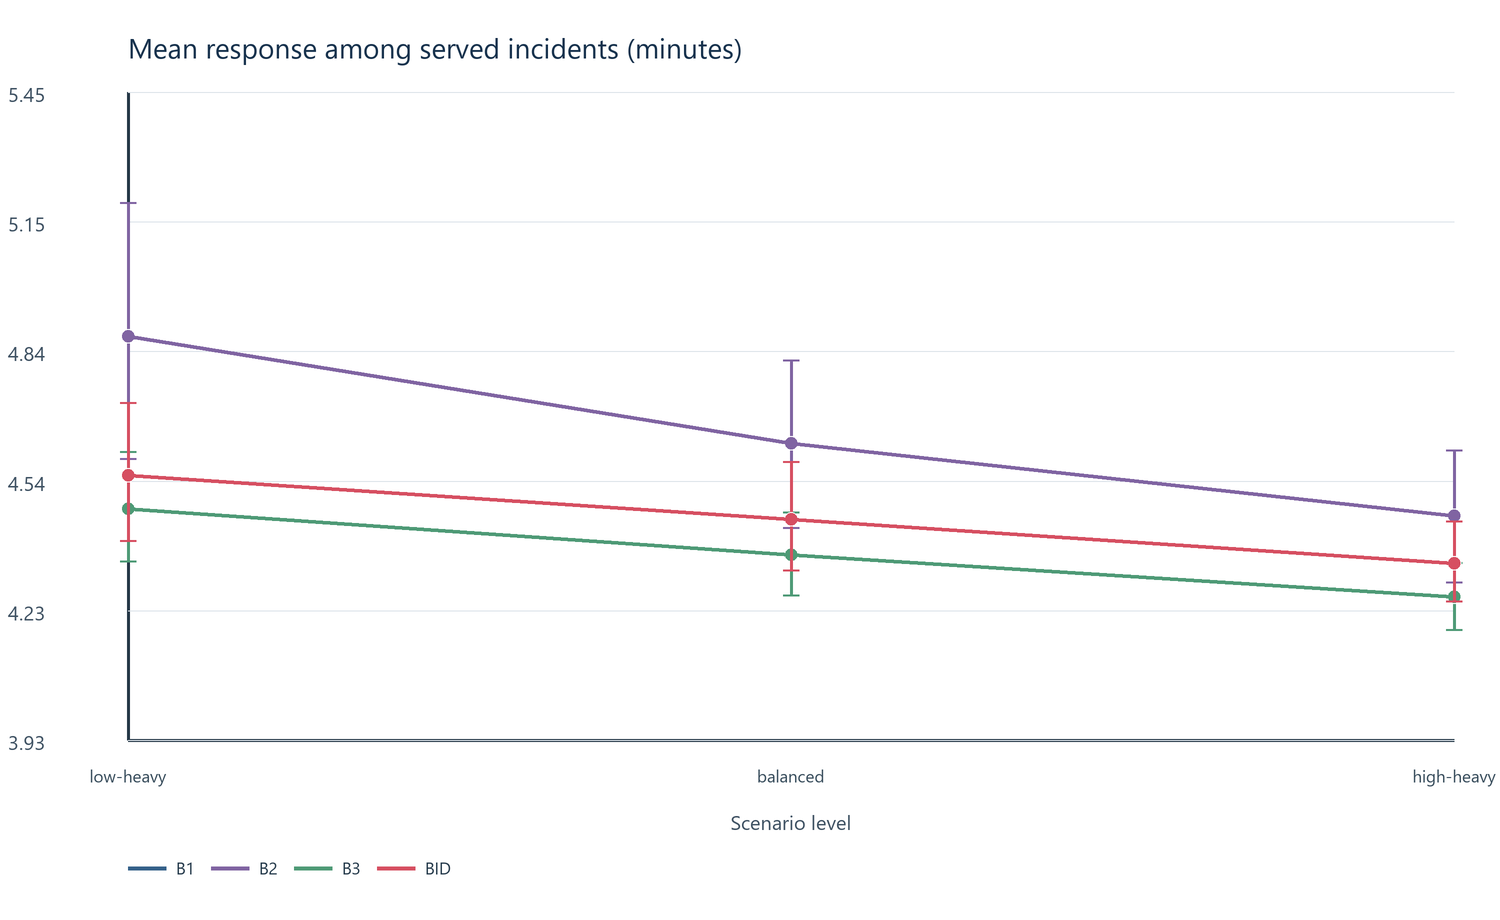 Mean response among served incidents (minutes)
5.45
5.15
4.84
4.54
4.23
3.93
low-heavy balanced high-heavy
Scenario level
B1 B2 B3 BID